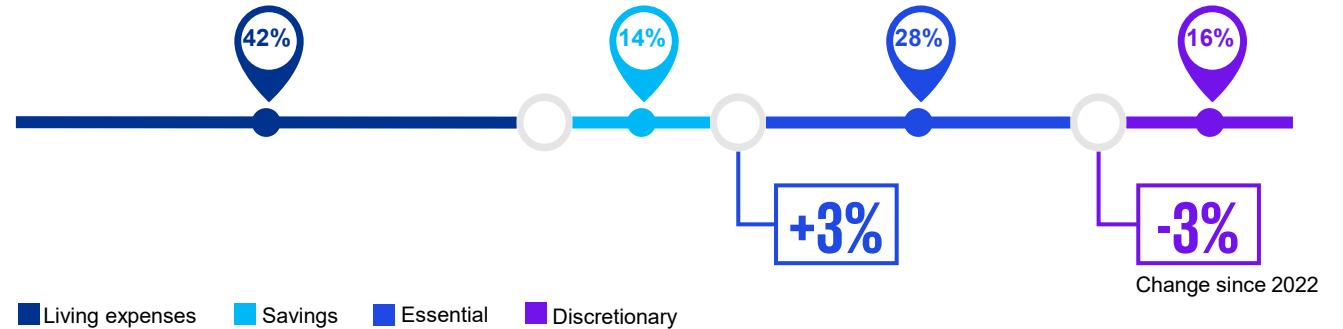 42%
14%
28%
16%
+3%
-3%
Change since 2022
Living expenses
Savings
Essential
Discretionary